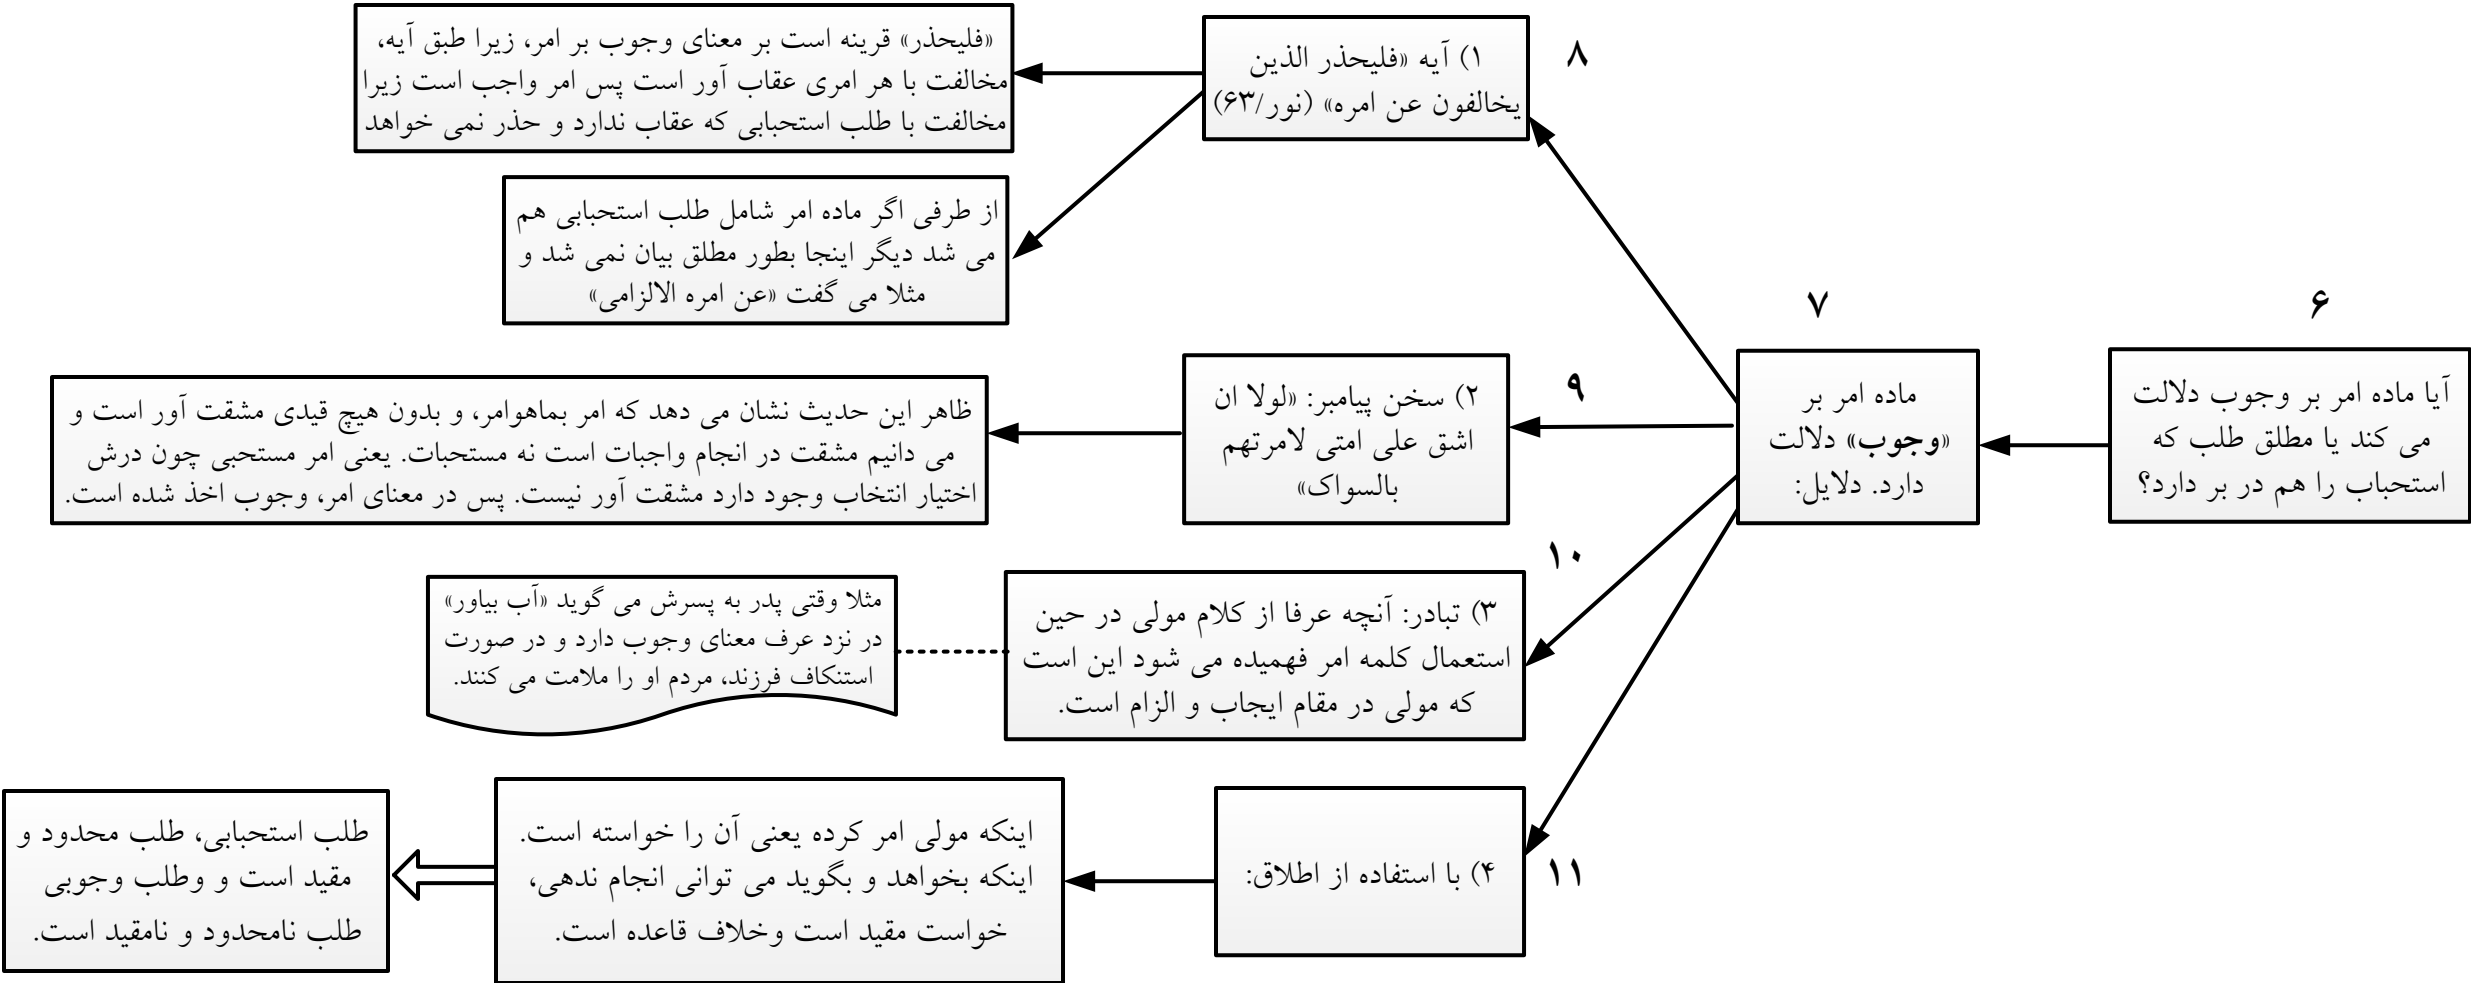 ۶
آیا ماده امر بر وجوب دلالت
می کند یا مطلق طلب که
استحباب را هم در بر دارد؟
۷
ماده امر بر
«وجوب» دلالت
دارد. دلایل:
۸
۱) آیه «فلیحذر الذین
یخالفون عن امره» (نور/۶۳)
«فلیحذر» قرینه است بر معنای وجوب بر امر، زیرا طبق آیه،
مخالفت با هر امری عقاب آور است پس امر واجب است زیرا
مخالفت با طلب استحبابی که عقاب ندارد و حذر نمی خواهد
از طرفی اگر ماده امر شامل طلب استحبابی هم
می شد دیگر اینجا بطور مطلق بیان نمی شد و
مثلا می گفت «عن امره الالزامی»
۹
۲) سخن پیامبر: «لولا ان
اشق علی امتی لامرتهم
بالسواک»
ظاهر این حدیث نشان می دهد که امر بماهوامر، و بدون هیچ قیدی مشقت آور است و
می دانیم مشقت در انجام واجبات است نه مستحبات. یعنی امر مستحبی چون درش
اختیار انتخاب وجود دارد مشقت آور نیست. پس در معنای امر، وجوب اخذ شده است.
۱۰
۳) تبادر: آنچه عرفا از کلام مولی در حین
استعمال کلمه امر فهمیده می شود این است
که مولی در مقام ایجاب و الزام است.
مثلا وقتی پدر به پسرش می گوید «آب بیاور»
در نزد عرف معنای وجوب دارد و در صورت
استنکاف فرزند، مردم او را ملامت می کنند.
۱۱
۴) با استفاده از اطلاق:
اینکه مولی امر کرده یعنی آن را خواسته است.
اینکه بخواهد و بگوید می توانی انجام ندهی،
خواست مقید است وخلاف قاعده است.
طلب استحبابی، طلب محدود و
مقید است و وطلب وجوبی
طلب نامحدود و نامقید است.